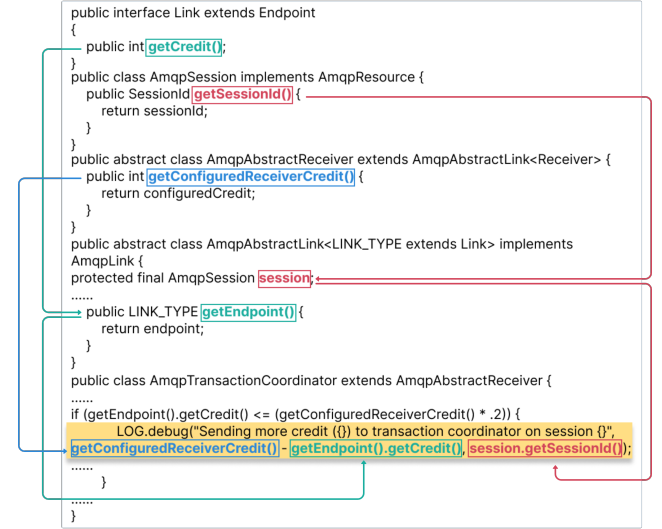 public interface Link extends Endpoint
{
public int getCredit();
}
public class AmqpSession implements AmqpResource {
public SessionId getSessionId() {
return sessionId;
}
}
public abstract class AmqpAbstractReceiver extends AmqpAbstractLink<Receiver> {
public int getConfiguredReceiverCredit() {
return configuredCredit;
}
}
public abstract class AmqpAbstractLink<LINK_TYPE extends Link> implements
AmqpLink {
protected final AmqpSession session;
......
public LINK_TYPE getEndpoint() {
return endpoint;
}
}
public class AmqpTransactionCoordinator extends AmqpAbstractReceiver {
......
if (getEndpoint().getCredit() <= (getConfiguredReceiverCredit() * .2)) {
LOG.debug("Sending more credit ({}) to transaction coordinator on session {}",
getConfiguredReceiverCredit() - getEndpoint().getCredit(), session.getSessionId());
......
}
......
}